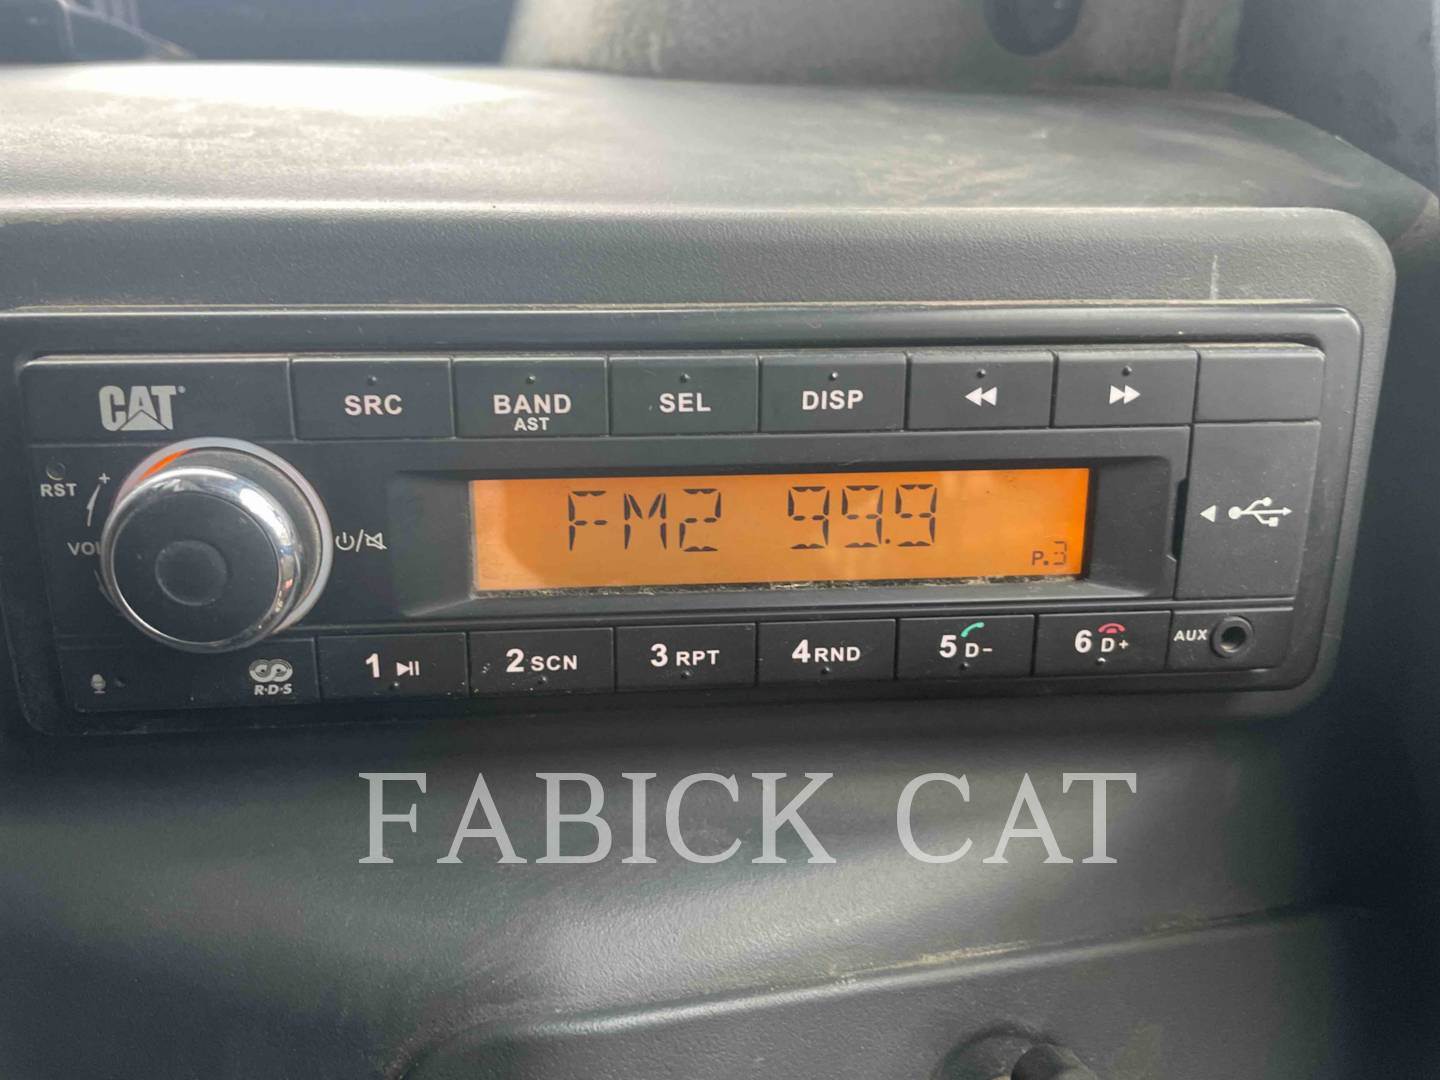 CAT
SRC
BAND
AST
SEL
DISP
RST
+
VOL
FM2 99.9
P.3
R·D·S
1
2 SCN
3 RPT
4 RND
5 D-
6 D+
AUX
FABICK CAT